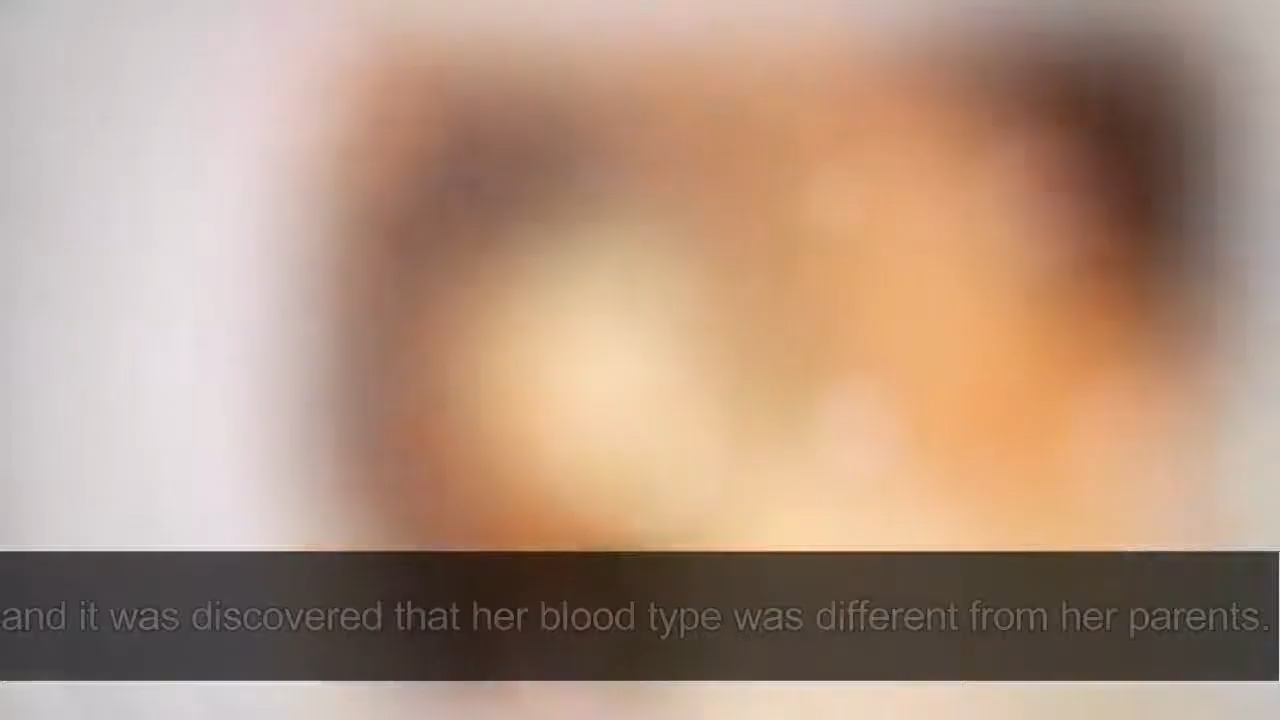 and it was discovered that her blood type was different from her parents.